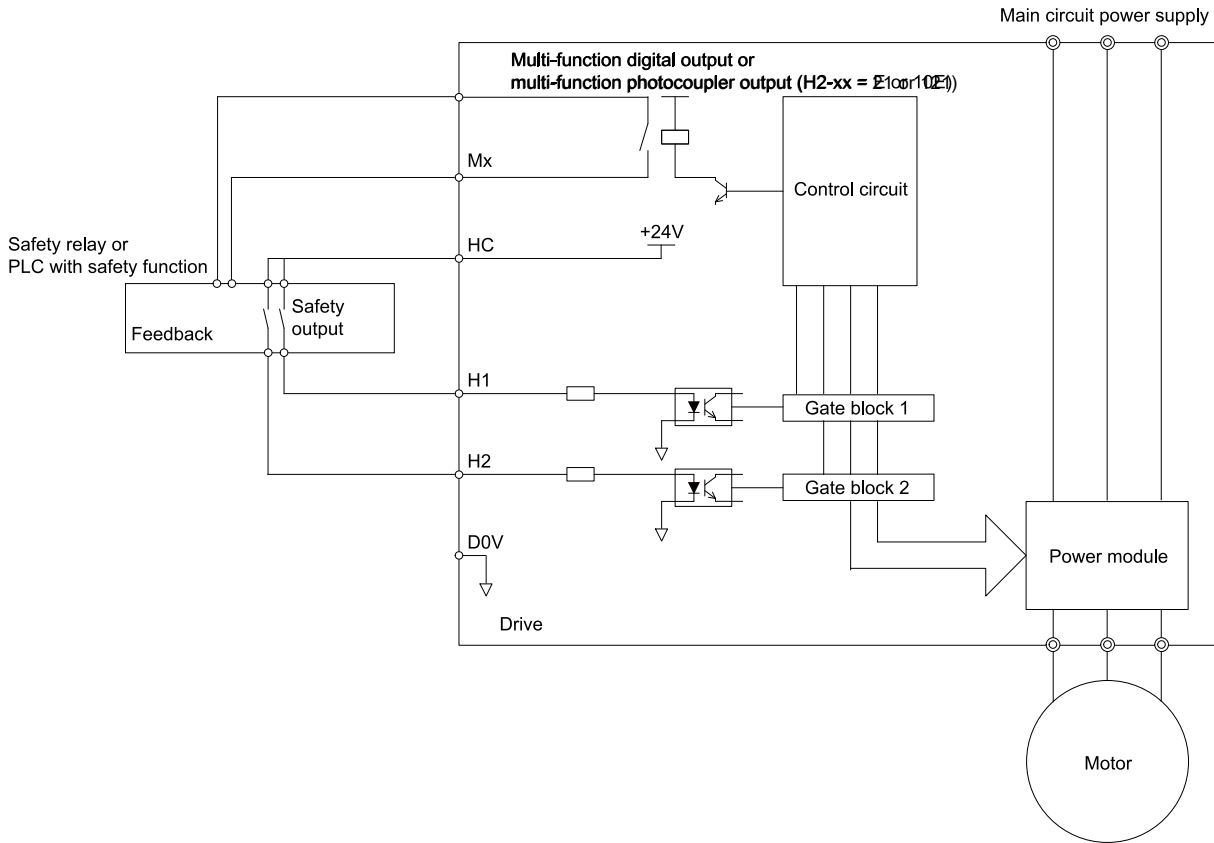 Main circuit power supply
Multi-function digital output or
multi-function photocoupler output (H2-xx =
Mx
Control circuit
+24V
HC
Safety relay or
PLC with safety function
Safety
output
Feedback
H1
Gate block 1
H2
Gate block 2
D0V
Power module
Drive
Motor